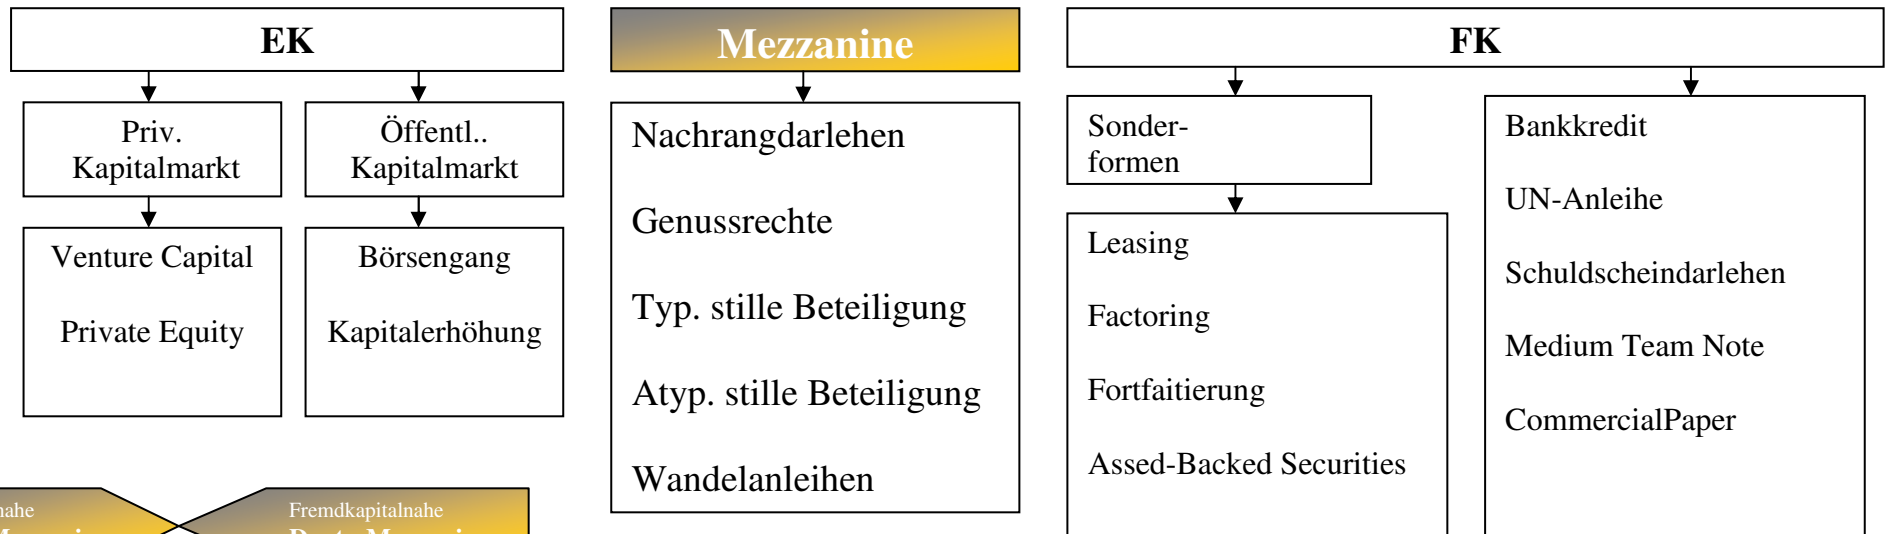 EK
Priv.
Kapitalmarkt
Öffentl..
Kapitalmarkt
Venture Capital
Private Equity
Börsengang
Kapitalerhöhung
Mezzanine
Nachrangdarlehen
Genussrechte
Typ. stille Beteiligung
Atyp. stille Beteiligung
Wandelanleihen
FK
Sonder-
formen
Leasing
Factoring
Fortfaitierung
Assed-Backed Securities
Bankkredit
UN-Anleihe
Schuldscheindarlehen
Medium Team Note
CommercialPaper
Fremdkapitalnahe